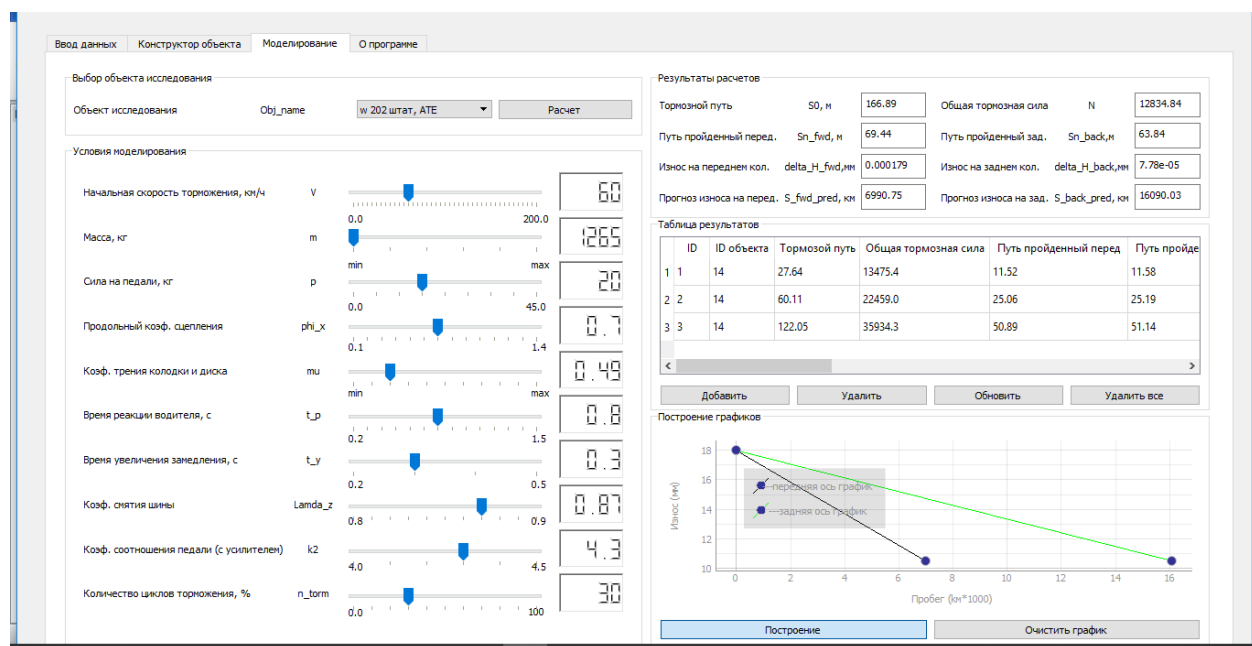 Ввод данных Конструктор объекта Моделирование О программе
Выбор объекта исследования
Объект исследования Obj_name w 202 штат, ATE Расчет
Условия моделирования
Начальная скорость торможения, км/ч V 60
0.0 200.0
Масса, кг m 1265
min max
Сила на педали, кг p 20
0.0 45.0
Продольный коэф. сцепления phi_x 0.7
0.1 1.4
Коэф. трения колодки и диска mu 0.49
min max
Время реакции водителя, с t_p 0.8
0.2 1.5
Время увеличения замедления, с t_y 0.3
0.2 0.5
Коэф. смятия шины Lamda_z 0.87
0.8 0.9
Коэф. соотношения педали (с усилителем) k2 4.3
4.0 4.5
Количество циклов торможения, % n_torm 30
0.0 100
Результаты расчетов
Тормозной путь S0, м 166.89 Общая тормозная сила N 12834.84
Путь пройденный перед. Sn_fwd, м 69.44 Путь пройденный зад. Sn_back,м 63.84
Износ на переднем кол. delta_H_fwd,мм 0.000179 Износ на заднем кол. delta_H_back,мм 7.78e-05
Прогноз износа на перед. S_fwd_pred, км 6990.75 Прогноз износа на зад. S_back_pred, км 16090.03
Таблица результатов
ID ID объекта Тормозой путь Общая тормозная сила Путь пройденный перед Путь пройде
1 1 14 27.64 13475.4 11.52 11.58
2 2 14 60.11 22459.0 25.06 25.19
3 3 14 122.05 35934.3 50.89 51.14
Добавить Удалить Обновить Удалить все
Построение графиков
18
16
14
12
10
Износ (мм)
---передняя ось график
---задняя ось график
0 2 4 6 8 10 12 14 16
Пробег (км*1000)
Построение Очистить график